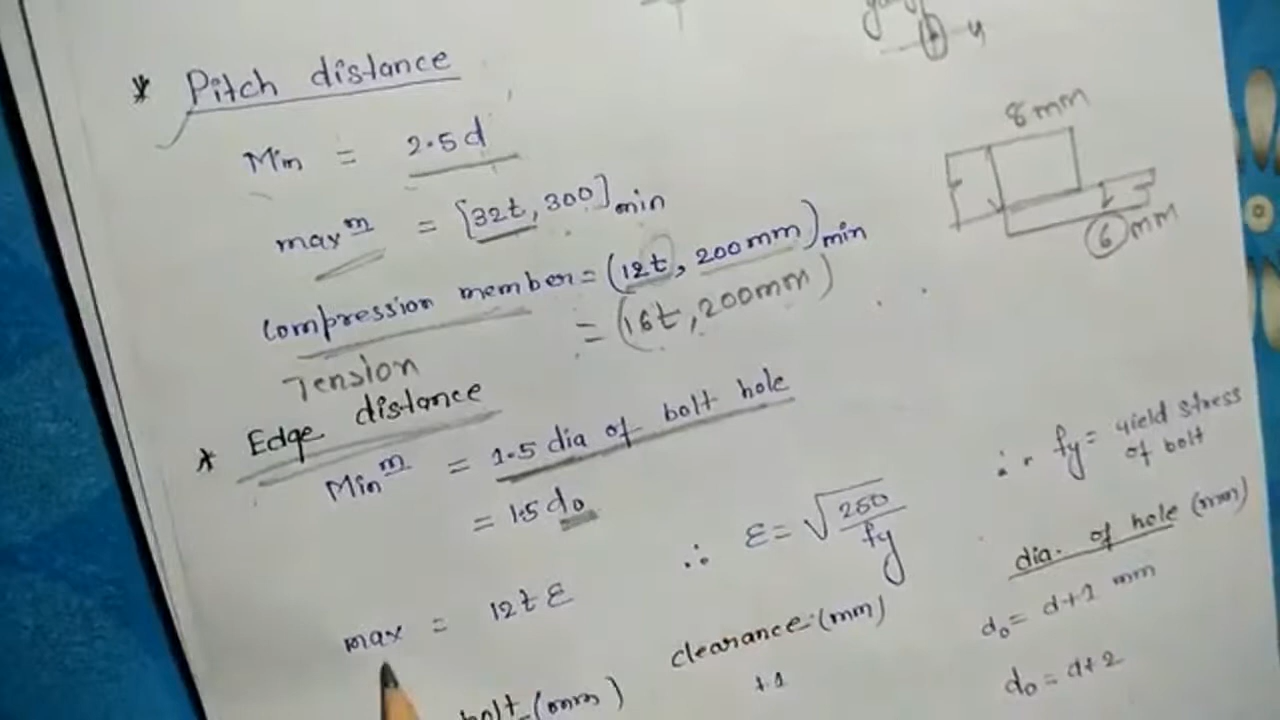 * Pitch distance
Min = 2.5d
max m = [32t, 300] min
Compression member = (12t, 200mm) min
= (16t, 200mm)
Tension
* Edge distance
Min m = 1.5 dia of bolt hole
= 1.5 d₀
∴ ε = √250/fy
∴ fy = yield stress
of bolt
max = 12tε
8mm
6mm
dia. of hole (mm)
clearance (mm)
d₀ = d+1 mm
+1
d₀ = d+2
bolt (mm)